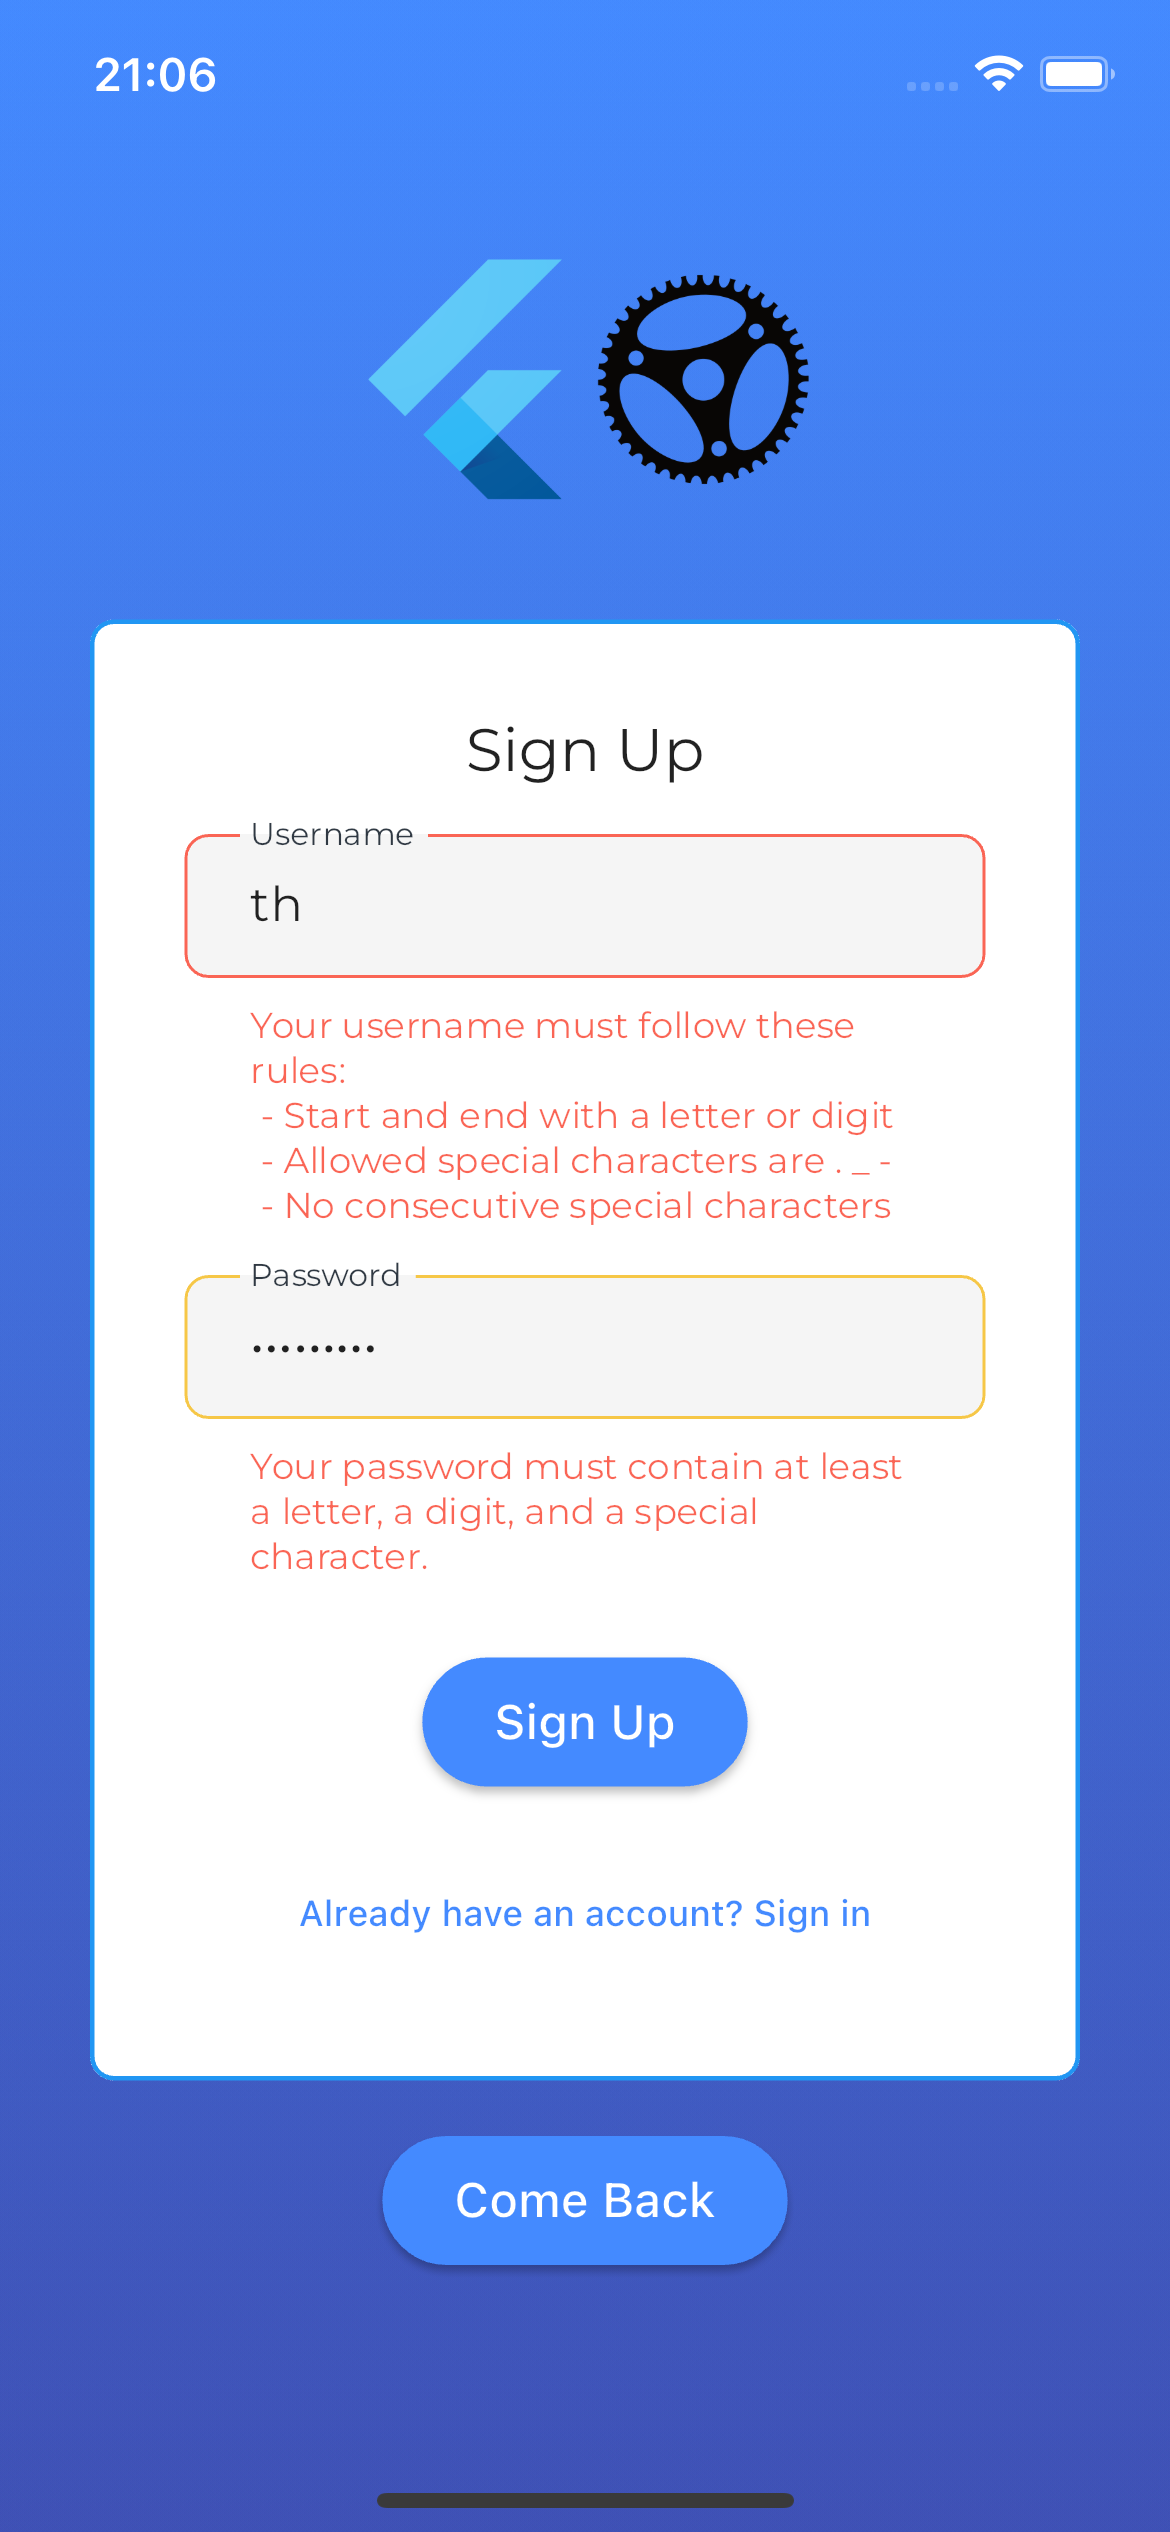 21:06
Sign Up
Username
th
Your username must follow these
rules:
- Start and end with a letter or digit
- Allowed special characters are . _ -
- No consecutive special characters
Password
•••••••••
Your password must contain at least
a letter, a digit, and a special
character.
Sign Up
Already have an account? Sign in
Come Back